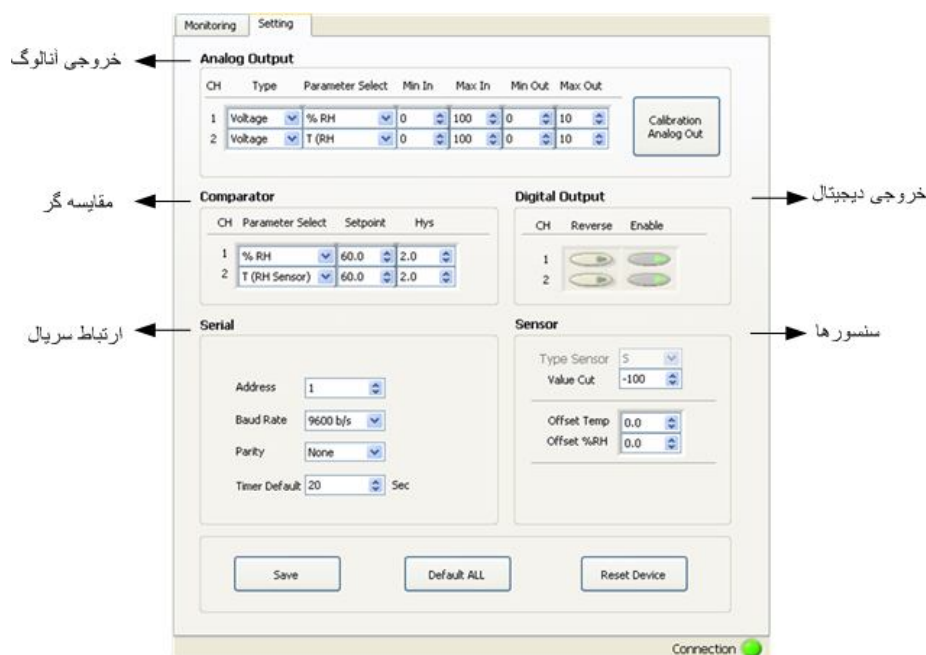 Monitoring Setting
خروجی آنالوگ
Analog Output
CH Type Parameter Select Min In Max In Min Out Max Out
1 Voltage % RH 0 100 0 10
2 Voltage T (RH 0 100 0 10
Calibration
Analog Out
مقایسه گر
Comparator
CH Parameter Select Setpoint Hys
1 % RH 60.0 2.0
2 T (RH Sensor) 60.0 2.0
Digital Output
خروجی دیجیتال
CH Reverse Enable
1
2
ارتباط سریال
Serial
Address 1
Baud Rate 9600 b/s
Parity None
Timer Default 20 Sec
Sensor
سنسورها
Type Sensor S
Value Cut -100
Offset Temp 0.0
Offset %RH 0.0
Save Default ALL Reset Device
Connection